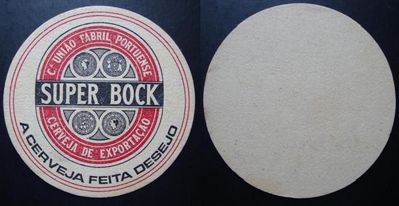 Cª UNIÃO FABRIL PORTUENSE
SUPER BOCK
CERVEJA DE EXPORTAÇÃO
A CERVEJA FEITA DESEJO